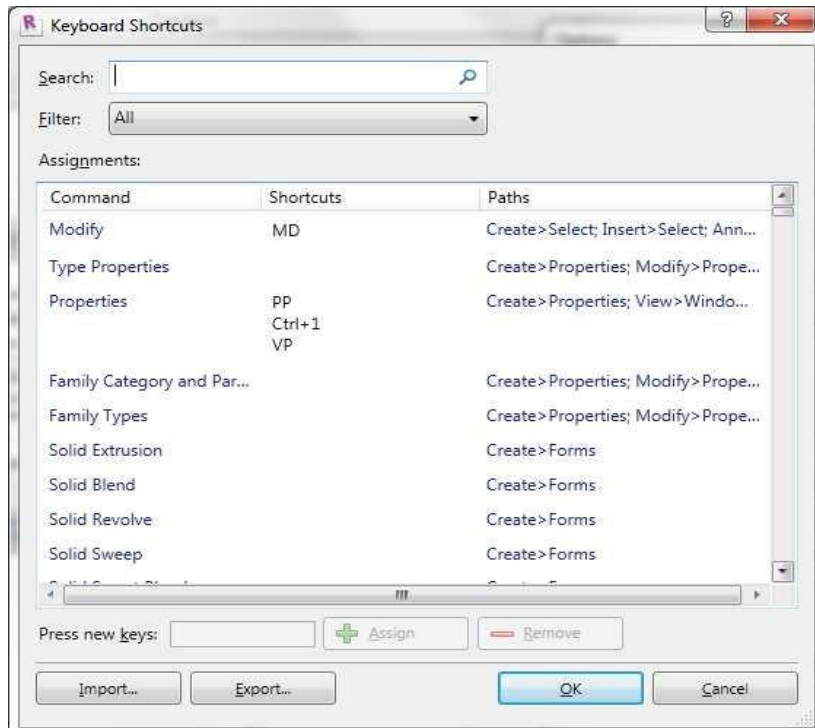 Keyboard Shortcuts
Search:
Filter: All
Assignments:
Command Shortcuts Paths
Modify MD Create>Select; Insert>Select; Ann...
Type Properties Create>Properties; Modify>Prope...
Properties PP Create>Properties; View>Windo...
Ctrl+1
VP
Family Category and Par... Create>Properties; Modify>Prope...
Family Types Create>Properties; Modify>Prope...
Solid Extrusion Create>Forms
Solid Blend Create>Forms
Solid Revolve Create>Forms
Solid Sweep Create>Forms
Press new keys: Assign Remove
Import... Export... OK Cancel